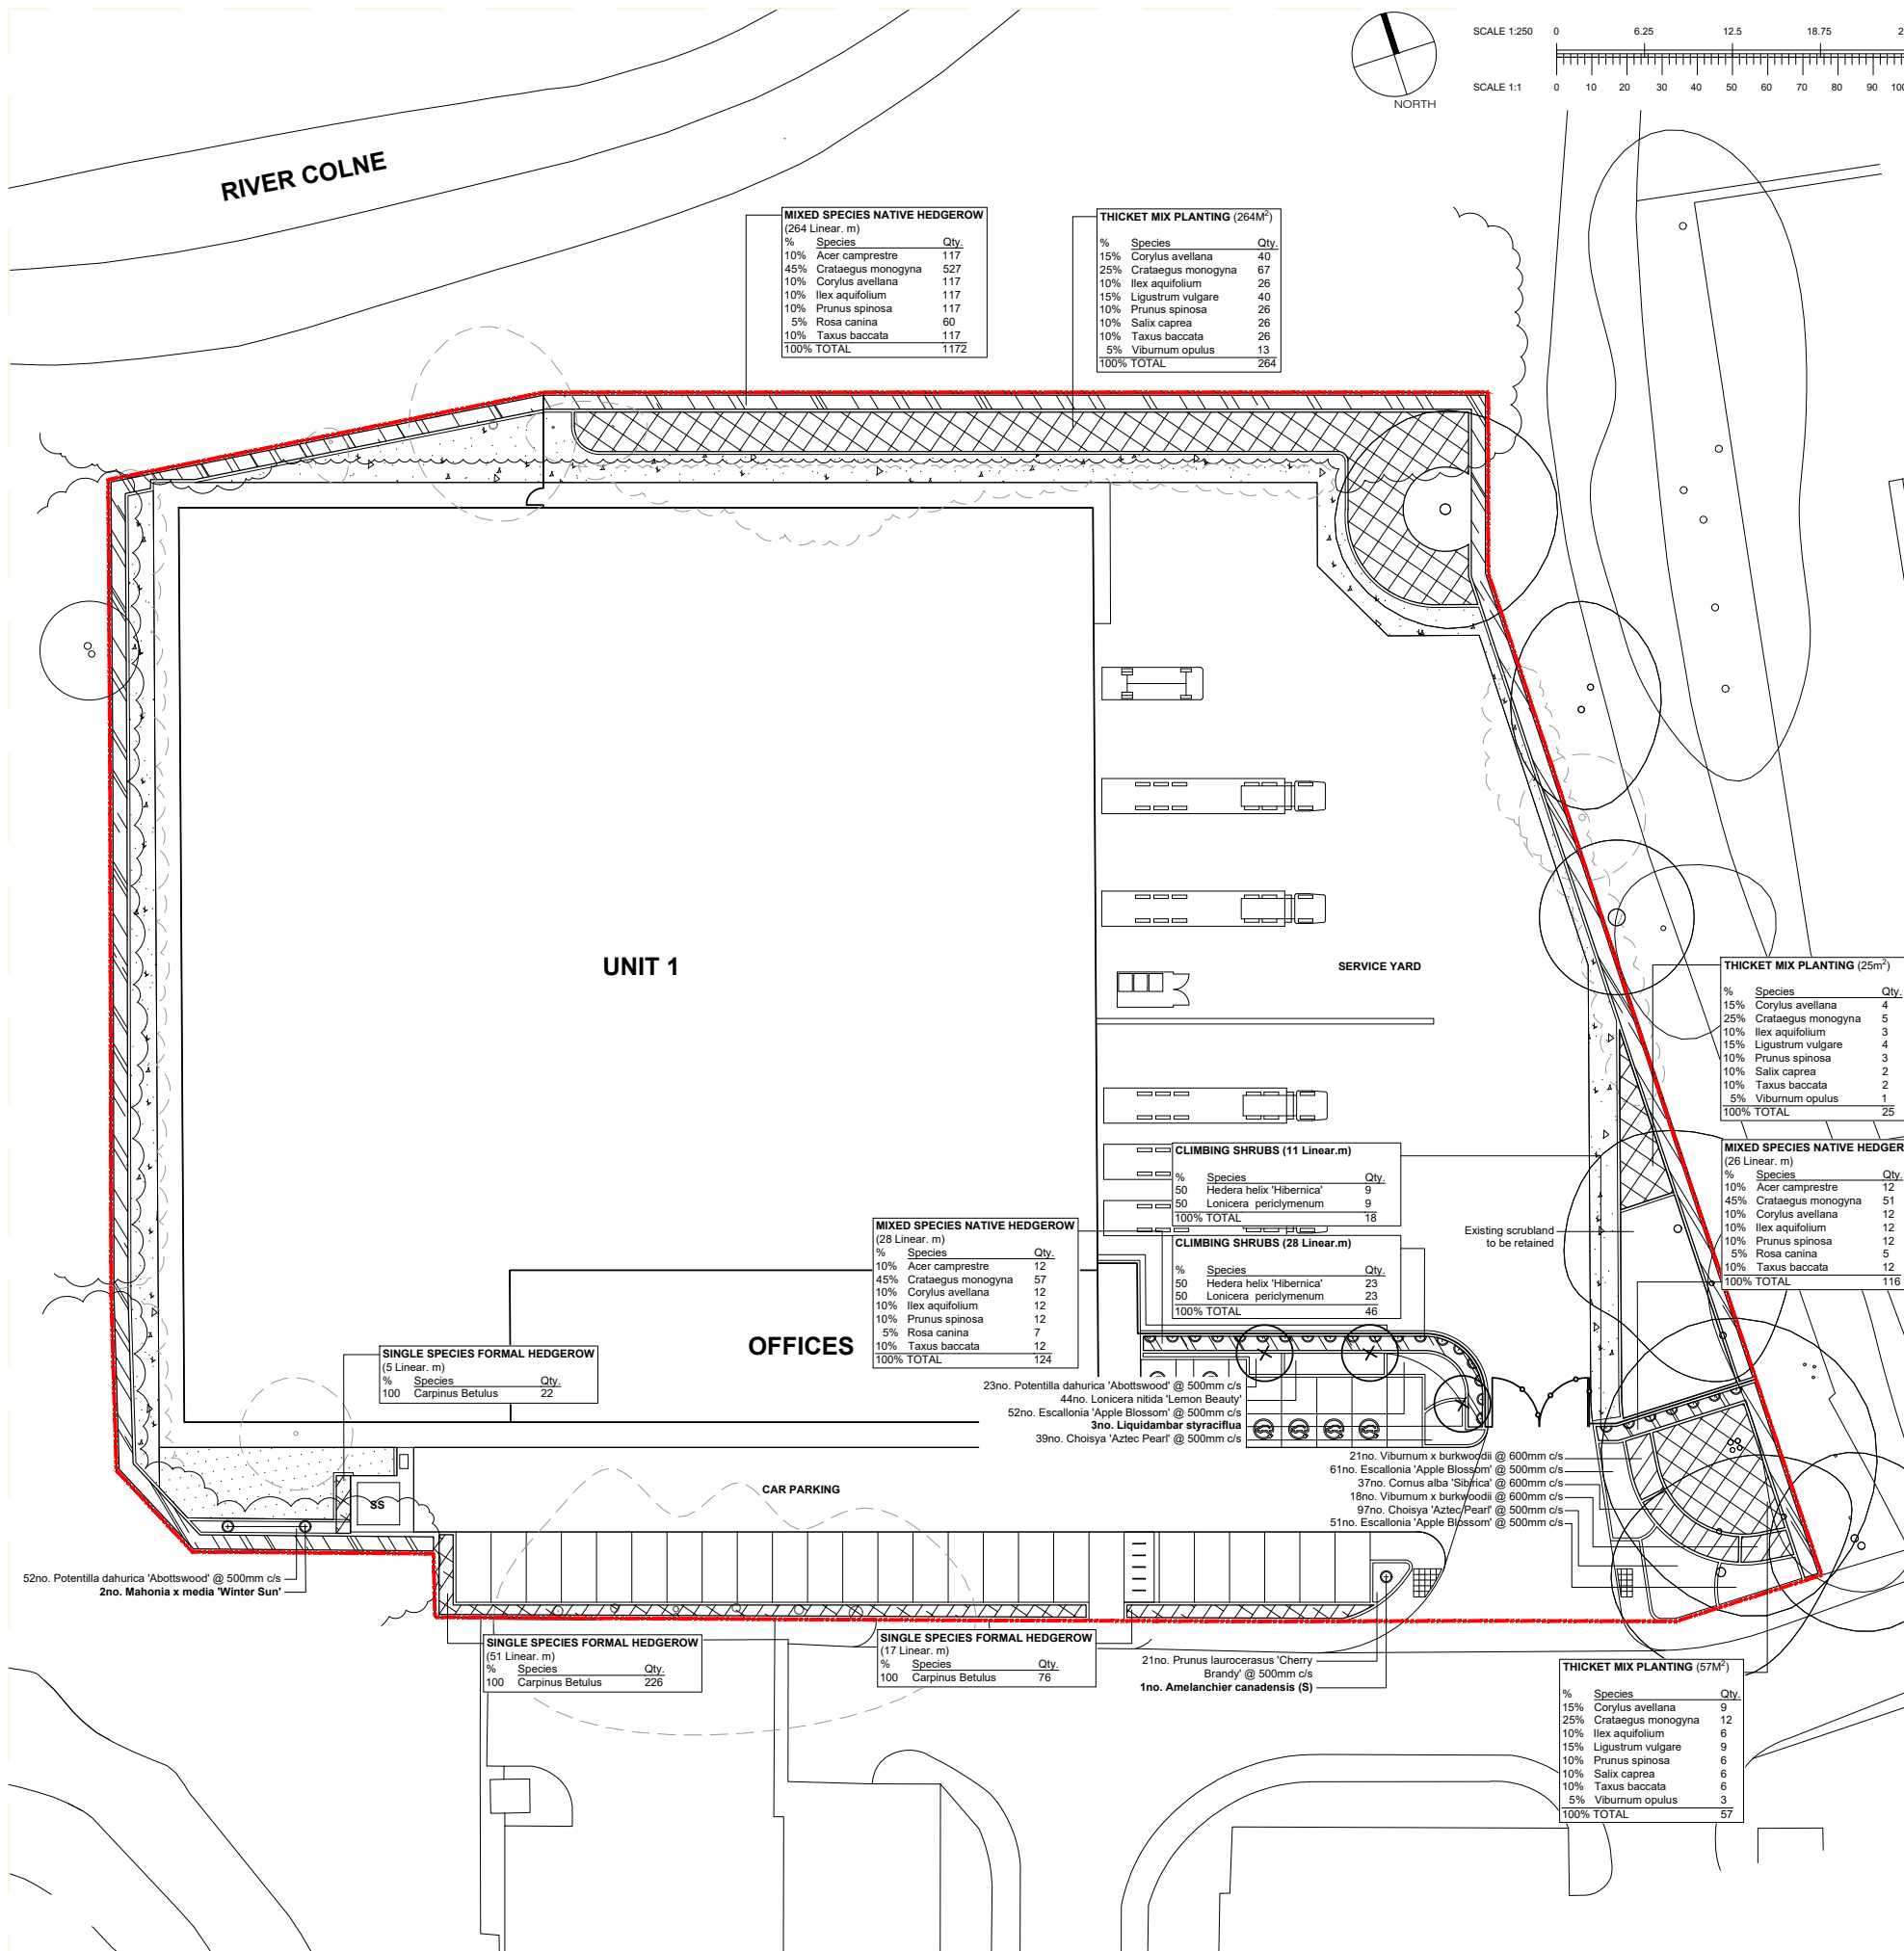 SCALE 1:250 0 6.25 12.5 18.75
SCALE 1:1 0 10 20 30 40 50 60 70 80 90
NORTH
RIVER COLNE
MIXED SPECIES NATIVE HEDGEROW
(264 Linear. m)
% Species Qty.
10% Acer camprestre 117
45% Crataegus monogyna 527
10% Corylus avellana 117
10% Ilex aquifolium 117
10% Prunus spinosa 117
5% Rosa canina 60
10% Taxus baccata 117
100% TOTAL 1172
THICKET MIX PLANTING (264M²)
% Species Qty.
15% Corylus avellana 40
25% Crataegus monogyna 67
10% Ilex aquifolium 26
15% Ligustrum vulgare 40
10% Prunus spinosa 26
10% Salix caprea 26
10% Taxus baccata 26
5% Viburnum opulus 13
100% TOTAL 264
UNIT 1
SERVICE YARD
THICKET MIX PLANTING (25m²)
% Species Qty.
15% Corylus avellana 4
25% Crataegus monogyna 5
10% Ilex aquifolium 3
15% Ligustrum vulgare 4
10% Prunus spinosa 3
10% Salix caprea 2
10% Taxus baccata 2
5% Viburnum opulus 1
100% TOTAL 25
MIXED SPECIES NATIVE HEDGER
(26 Linear. m)
% Species Qty.
10% Acer camprestre 12
45% Crataegus monogyna 51
10% Corylus avellana 12
10% Ilex aquifolium 12
10% Prunus spinosa 12
5% Rosa canina 5
10% Taxus baccata 12
100% TOTAL 116
CLIMBING SHRUBS (11 Linear.m)
% Species Qty.
50 Hedera helix 'Hibernica' 9
50 Lonicera periclymenum 9
100% TOTAL 18
CLIMBING SHRUBS (28 Linear.m)
% Species Qty.
50 Hedera helix 'Hibernica' 23
50 Lonicera periclymenum 23
100% TOTAL 46
Existing scrubland
to be retained
MIXED SPECIES NATIVE HEDGEROW
(28 Linear. m)
% Species Qty.
10% Acer camprestre 12
45% Crataegus monogyna 57
10% Corylus avellana 12
10% Ilex aquifolium 12
10% Prunus spinosa 12
5% Rosa canina 7
10% Taxus baccata 12
100% TOTAL 124
OFFICES
SINGLE SPECIES FORMAL HEDGEROW
(5 Linear. m)
% Species Qty.
100 Carpinus Betulus 22
23no. Potentilla dahurica 'Abottswood' @ 500mm c/s
44no. Lonicera nitida 'Lemon Beauty'
52no. Escallonia 'Apple Blossom' @ 500mm c/s
3no. Liquidambar styraciflua
39no. Choisya 'Aztec Pearl' @ 500mm c/s
21no. Viburnum x burkwoodii @ 600mm c/s
61no. Escallonia 'Apple Blossom' @ 500mm c/s
37no. Cornus alba 'Sibirica' @ 600mm c/s
18no. Viburnum x burkwoodii @ 600mm c/s
97no. Choisya 'Aztec Pearl' @ 500mm c/s
51no. Escallonia 'Apple Blossom' @ 500mm c/s
CAR PARKING
SS
52no. Potentilla dahurica 'Abottswood' @ 500mm c/s
2no. Mahonia x media 'Winter Sun'
SINGLE SPECIES FORMAL HEDGEROW
(51 Linear. m)
% Species Qty.
100 Carpinus Betulus 226
SINGLE SPECIES FORMAL HEDGEROW
(17 Linear. m)
% Species Qty.
100 Carpinus Betulus 76
21no. Prunus laurocerasus 'Cherry
Brandy' @ 500mm c/s
1no. Amelanchier canadensis (S)
THICKET MIX PLANTING (57M²)
% Species Qty.
15% Corylus avellana 9
25% Crataegus monogyna 12
10% Ilex aquifolium 6
15% Ligustrum vulgare 9
10% Prunus spinosa 6
10% Salix caprea 6
10% Taxus baccata 6
5% Viburnum opulus 3
100% TOTAL 57